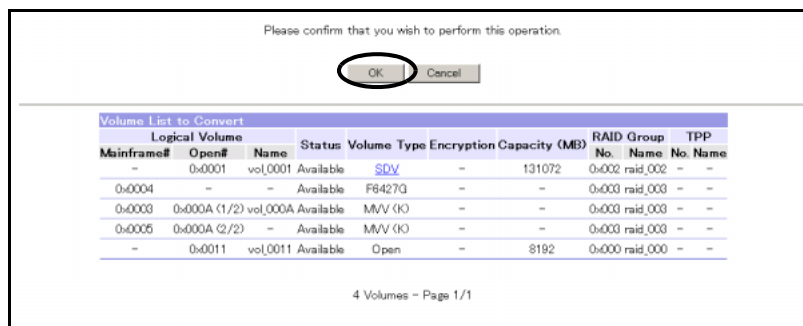 Please confirm that you wish to perform this operation.
OK Cancel
Volume List to Convert
Logical Volume Status Volume Type Encryption Capacity (MB) RAID Group TPP
Mainframe# Open# Name No. Name No. Name
- 0x0001 vol_0001 Available SDV - 131072 0x002 raid_002 - -
0x0004 - - Available F6427G - - 0x003 raid_003 - -
0x0003 0x000A (1/2) vol_000A Available MVV (K) - - 0x003 raid_003 - -
0x0005 0x000A (2/2) - Available MVV (K) - - 0x003 raid_003 - -
- 0x0011 vol_0011 Available Open - 8192 0x000 raid_000 - -
4 Volumes - Page 1/1